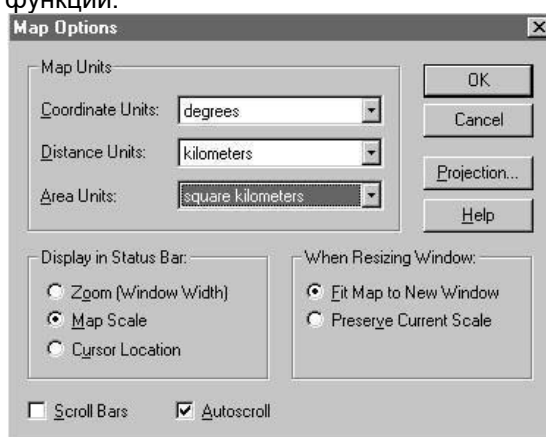 функции.
Map Options
Map Units
Coordinate Units: degrees
Distance Units: kilometers
Area Units: square kilometers
OK
Cancel
Projection...
Help
Display in Status Bar:
Zoom (Window Width)
Map Scale
Cursor Location
When Resizing Window:
Fit Map to New Window
Preserve Current Scale
Scroll Bars
Autoscroll